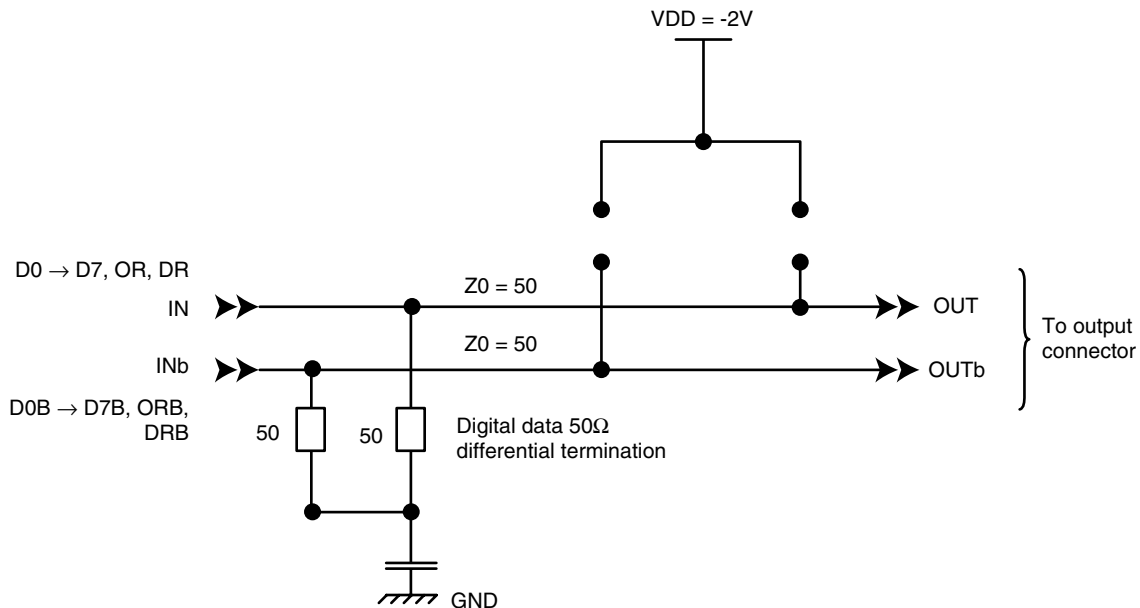 VDD = -2V
D0 → D7, OR, DR
Z0 = 50
IN
OUT
To output
connector
Z0 = 50
INb
OUTb
D0B → D7B, ORB,
DRB
50
50
Digital data 50Ω
differential termination
GND